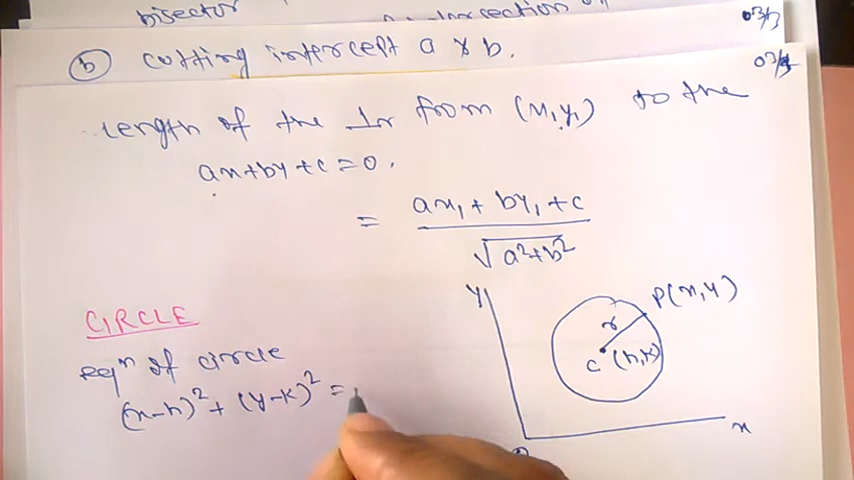 bisector
(b) cutting intercept a & b.
Length of the ⊥r from (x₁,y₁) to the
ax+by+c=0.
= (ax₁ + by₁ + c) / √(a²+b²)
CIRCLE
eqⁿ of circle
(x-h)² + (y-k)² =
Y
P(x,y)
r
C (h,k)
x